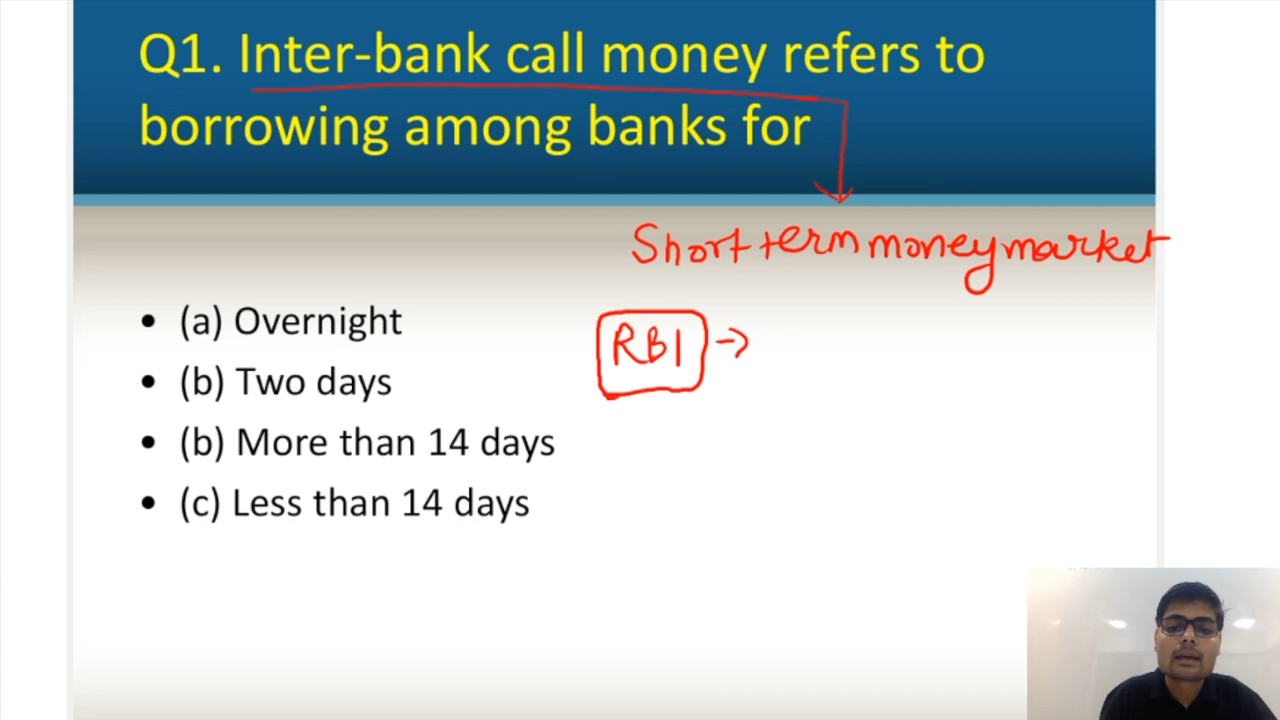 Q1. Inter-bank call money refers to
borrowing among banks for
Short term money market
• (a) Overnight
RBI →
• (b) Two days
• (b) More than 14 days
• (c) Less than 14 days